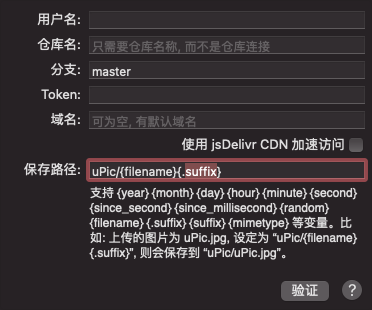 用户名:
仓库名: 只需要仓库名称, 而不是仓库连接
分支: master
Token:
域名: 可为空, 有默认域名
使用 jsDelivr CDN 加速访问
保存路径: uPic/{filename}{.suffix}
支持 {year} {month} {day} {hour} {minute} {second}
{since_second} {since_millisecond} {random}
{filename} {.suffix} {suffix} {mimetype} 等变量。比
如: 上传的图片为 uPic.jpg, 设定为 “uPic/{filename}
{.suffix}”, 则会保存到 “uPic/uPic.jpg”。
验证 ?